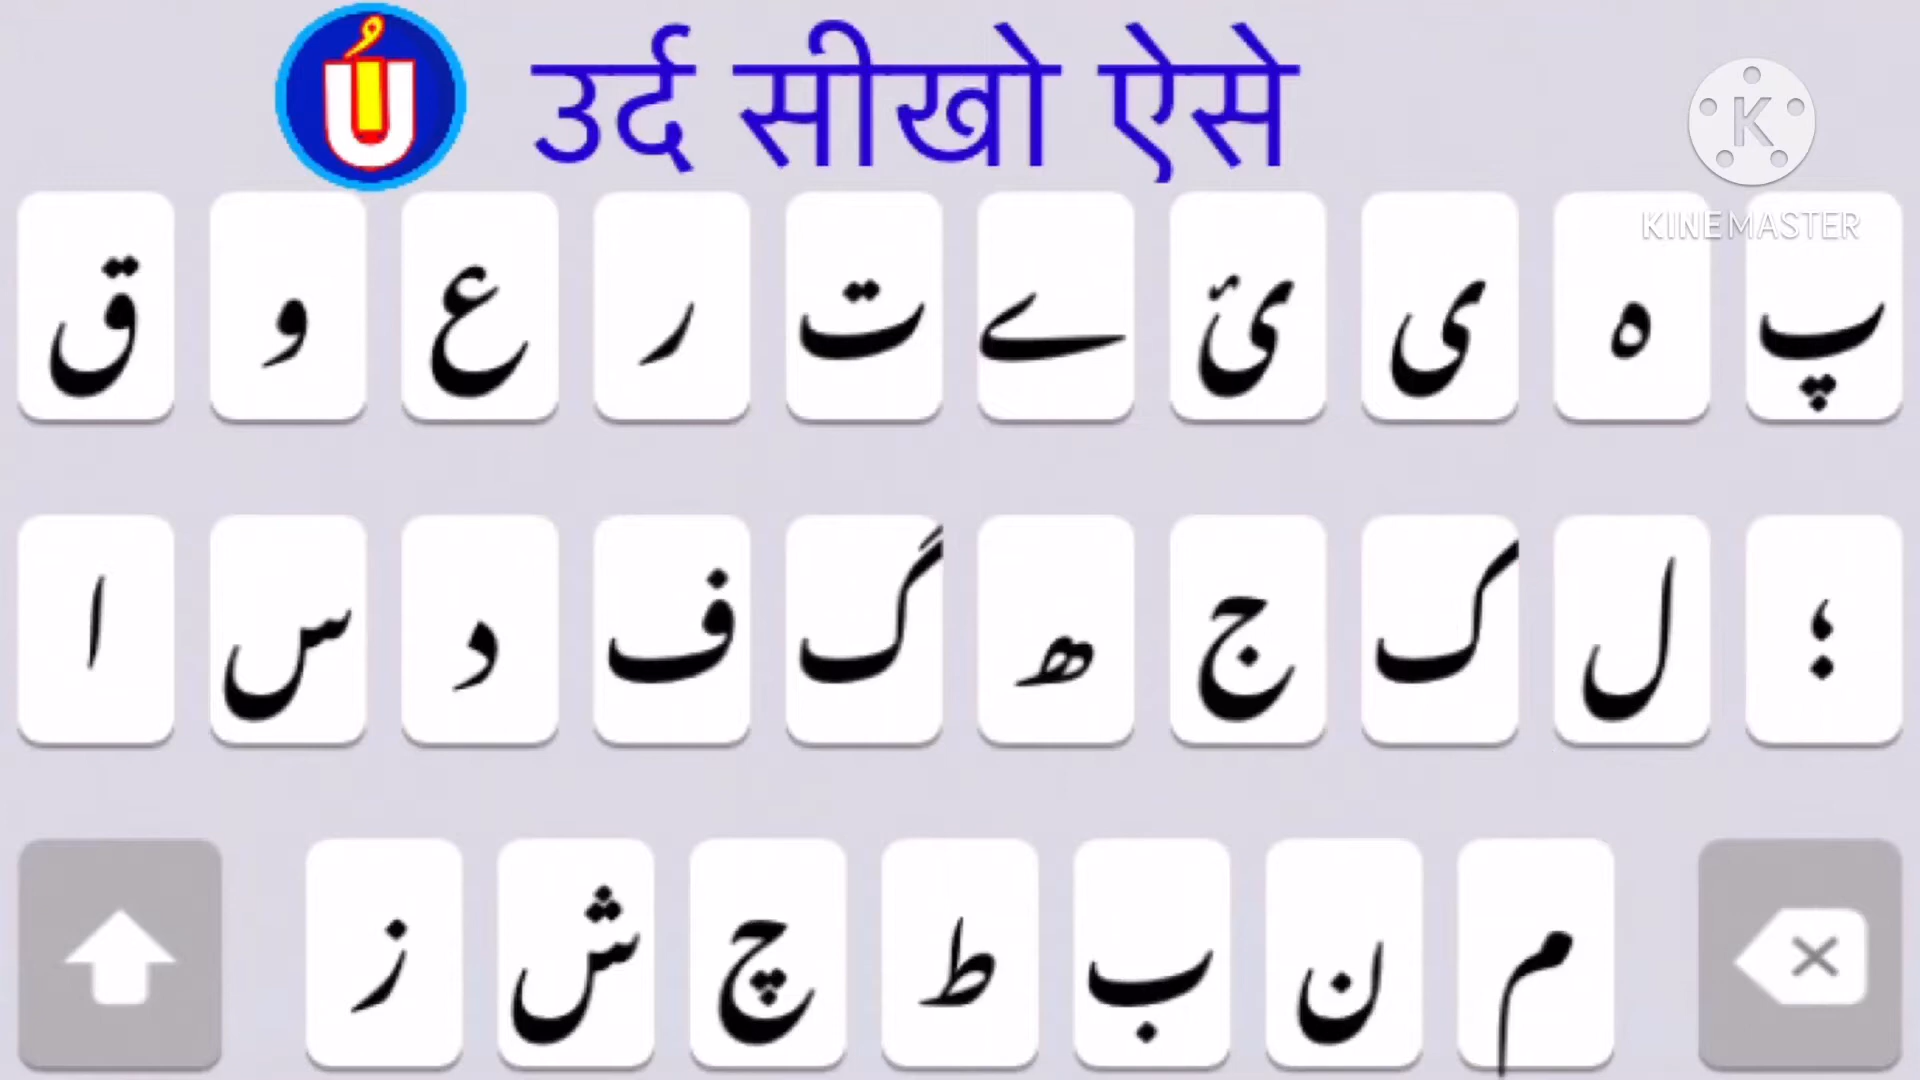 उर्द सीखो ऐसे
KINEMASTER
ق و ع ر ت ے ئ ی ہ پ
ا س د ف گ ھ ج ک ل ؛
ز ش چ ط ب ن م